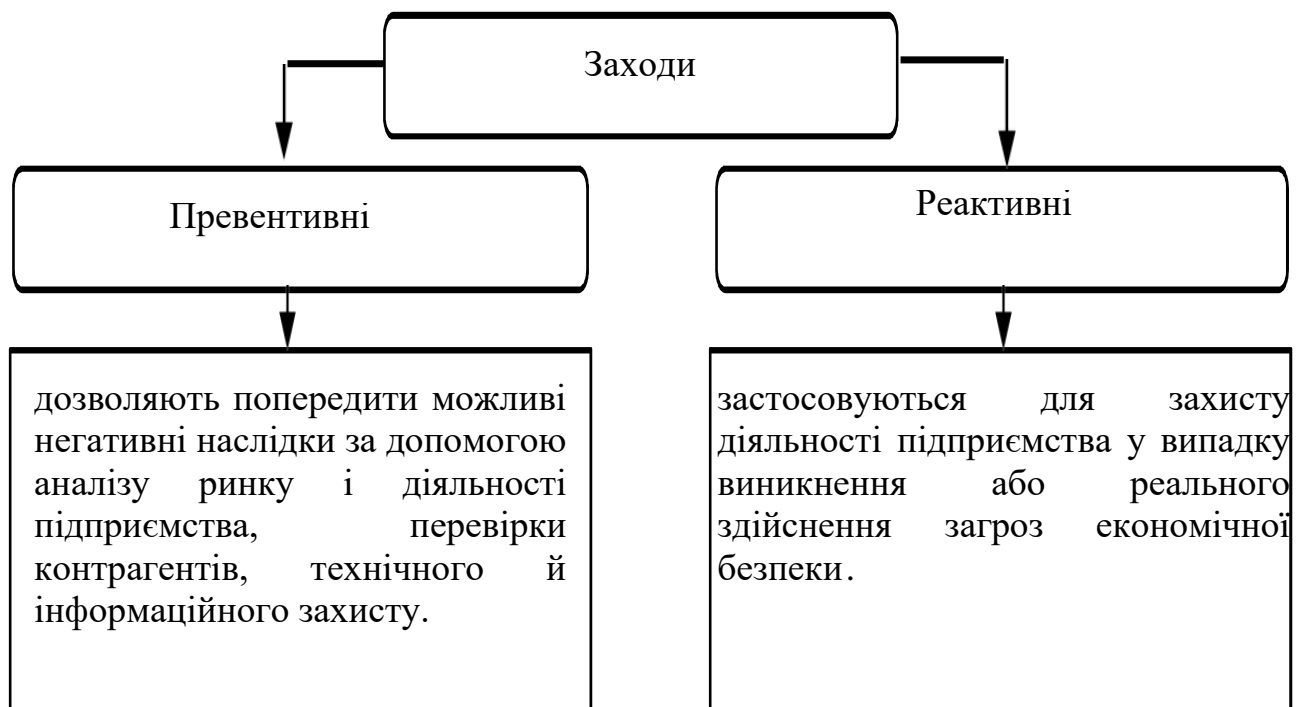 Заходи
Превентивні
Реактивні
дозволяють попередити можливі
негативні наслідки за допомогою
аналізу ринку і діяльності
підприємства, перевірки
контрагентів, технічного й
інформаційного захисту.
застосовуються для захисту
діяльності підприємства у випадку
виникнення або реального
здійснення загроз економічної
безпеки.